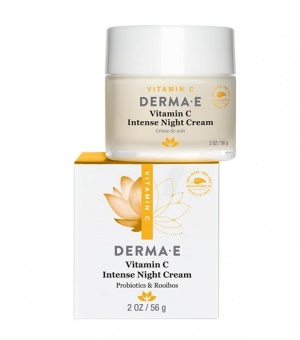 VITAMIN C
DERMA·E
Vitamin C
Intense Night Cream
Crème de nuit
2 OZ / 56 g
VITAMIN C
DERMA·E
Vitamin C
Intense Night Cream
Probiotics & Rooibos
2 OZ / 56 g